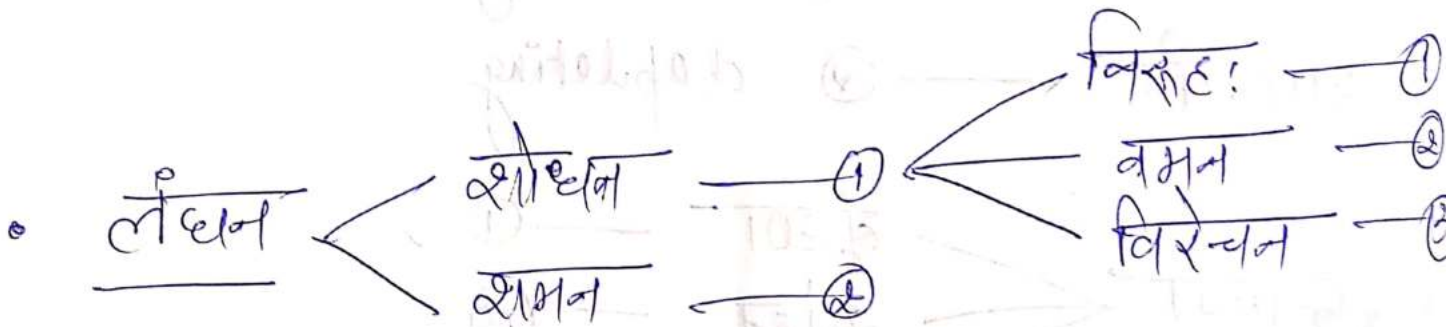 • लंघन
शोधन — ①
शमन — ②
निरूहः — ①
वमन — ②
विरेचन — ③